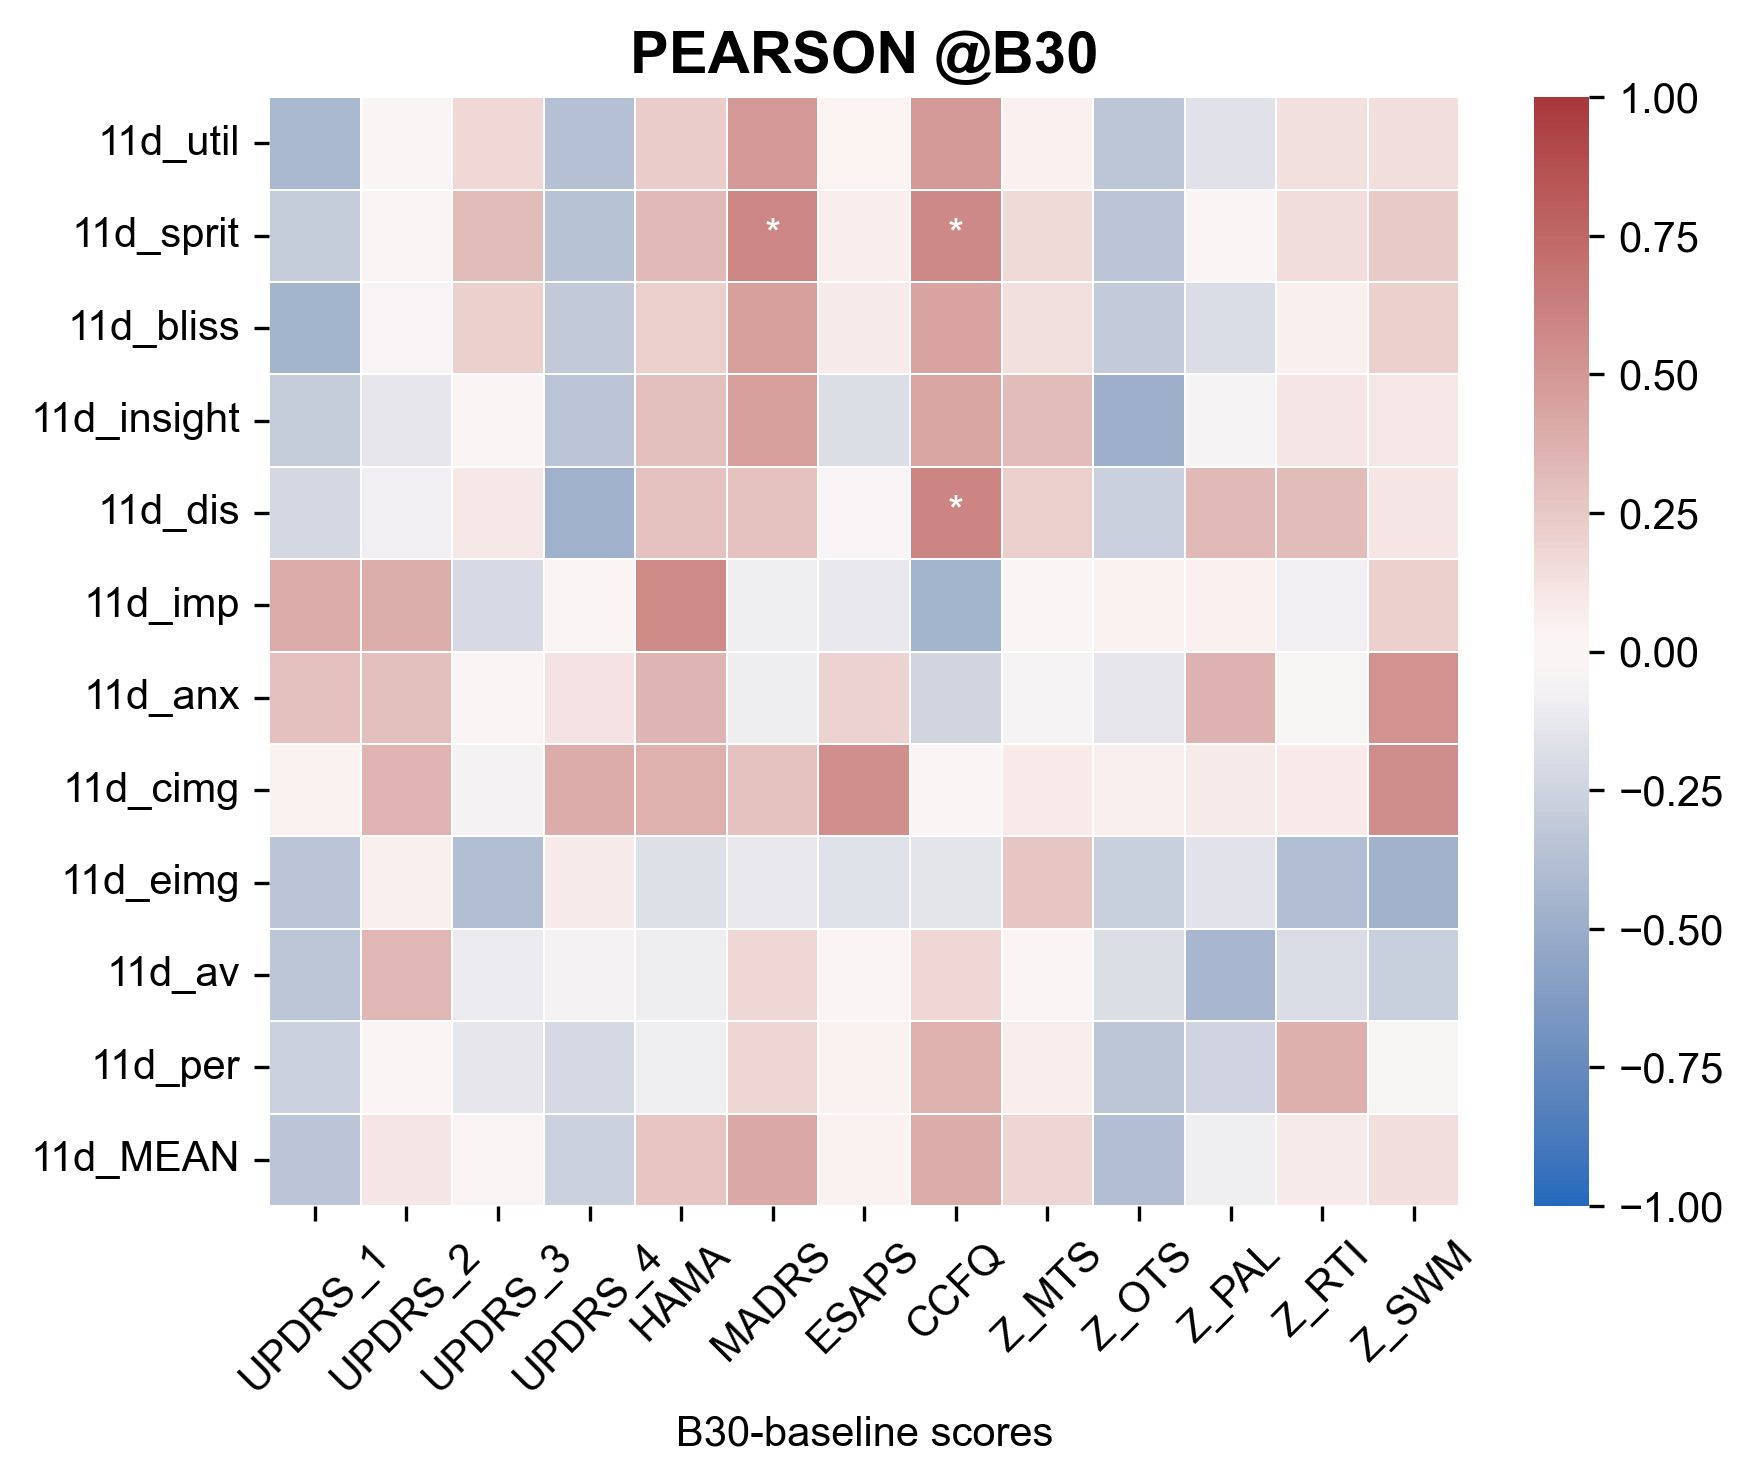 PEARSON @B30
11d_util
11d_sprit
11d_bliss
11d_insight
11d_dis
11d_imp
11d_anx
11d_cimg
11d_eimg
11d_av
11d_per
11d_MEAN
*
*
*
UPDRS_1
UPDRS_2
UPDRS_3
UPDRS_4
HAMA
MADRS
ESAPS
CCFQ
Z_MTS
Z_OTS
Z_PAL
Z_RTI
Z_SWM
B30-baseline scores
1.00
0.75
0.50
0.25
0.00
−0.25
−0.50
−0.75
−1.00